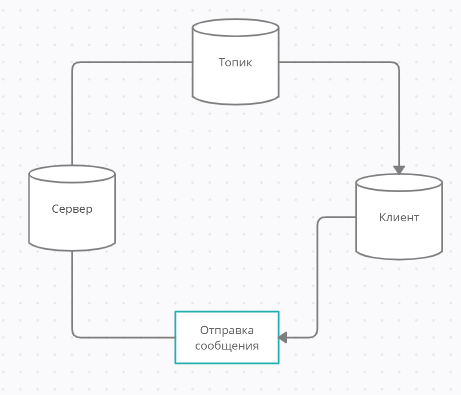 Топик
Сервер
Клиент
Отправка
сообщения